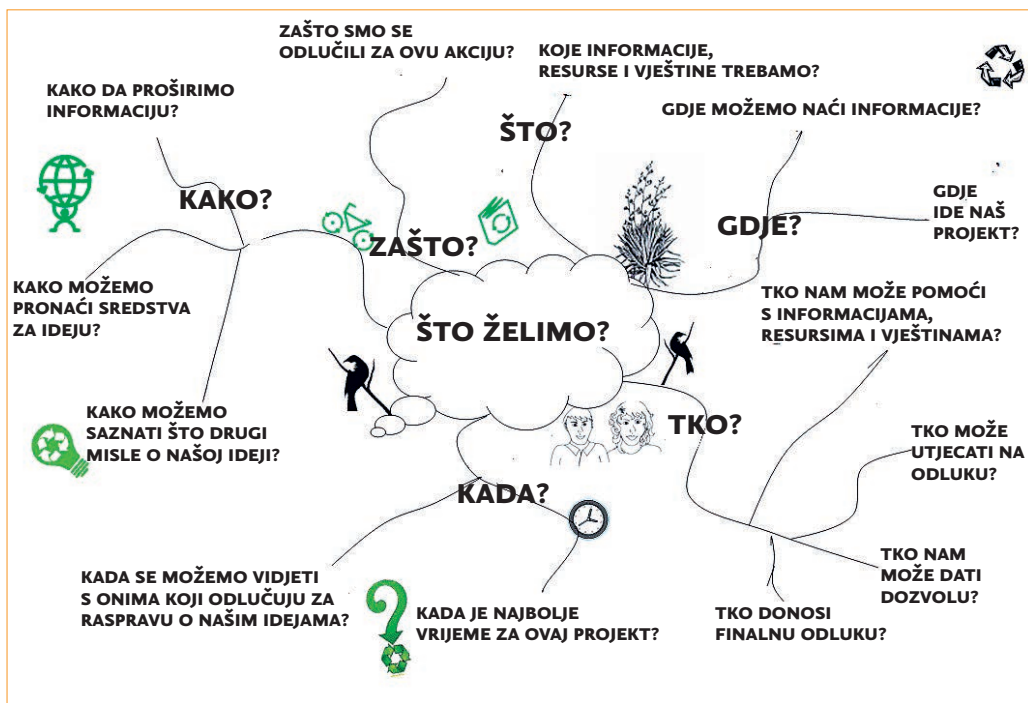 ZAŠTO SMO SE
ODLUČILI ZA OVU AKCIJU?
KOJE INFORMACIJE,
RESURSE I VJEŠTINE TREBAMO?
KAKO DA PROŠIRIMO
INFORMACIJU?
GDJE MOŽEMO NAĆI INFORMACIJE?
ŠTO?
KAKO?
ZAŠTO?
GDJE?
GDJE
IDE NAŠ
PROJEKT?
KAKO MOŽEMO
PRONAĆI SREDSTVA
ZA IDEJU?
TKO NAM MOŽE POMOĆI
S INFORMACIJAMA,
RESURSIMA I VJEŠTINAMA?
ŠTO ŽELIMO?
KAKO MOŽEMO
SAZNATI ŠTO DRUGI
MISLE O NAŠOJ IDEJI?
TKO?
TKO MOŽE
UTJECATI NA
ODLUKU?
KADA?
KADA SE MOŽEMO VIDJETI
S ONIMA KOJI ODLUČUJU ZA
RASPRAVU O NAŠIM IDEJAMA?
KADA JE NAJBOLJE
VRIJEME ZA OVAJ PROJEKT?
TKO DONOSI
FINALNU ODLUKU?
TKO NAM
MOŽE DATI
DOZVOLU?